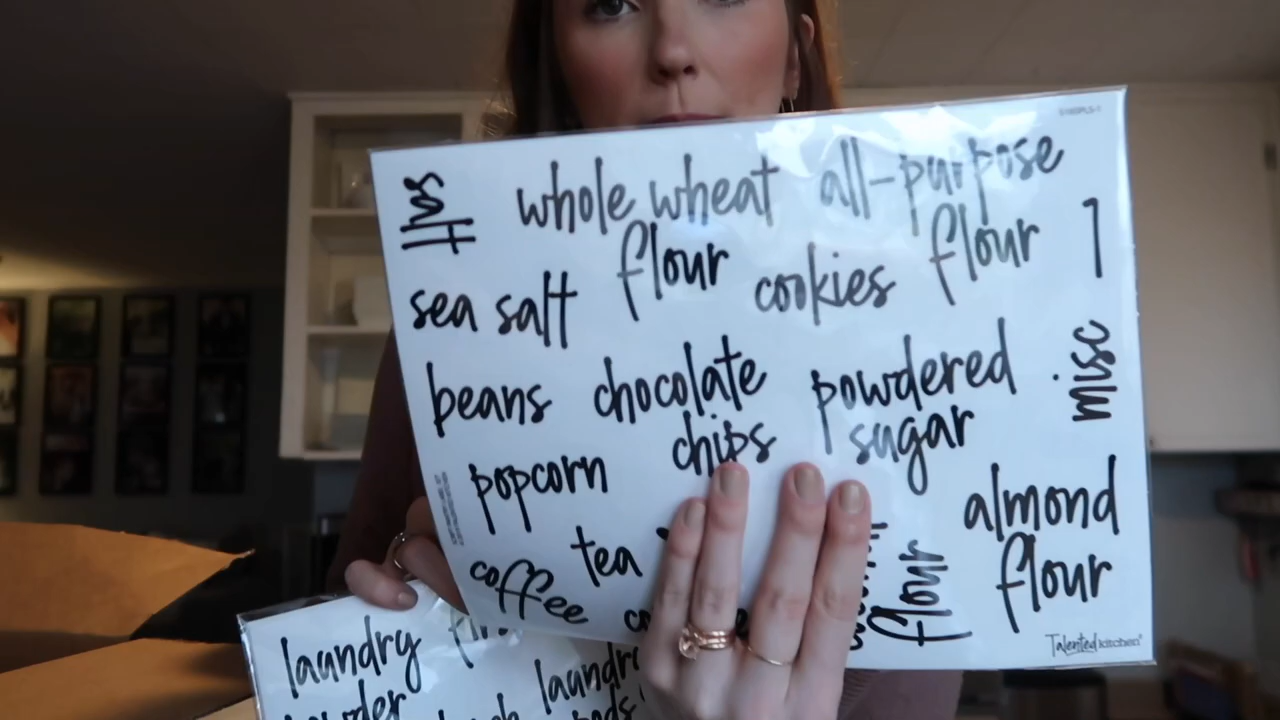 salt
whole wheat
flour
all-purpose
flour
1
sea salt
cookies
beans
chocolate
chips
powdered
sugar
misc
popcorn
tea
coffee
flour
almond
flour
Talented kitchen
laundry
laundry